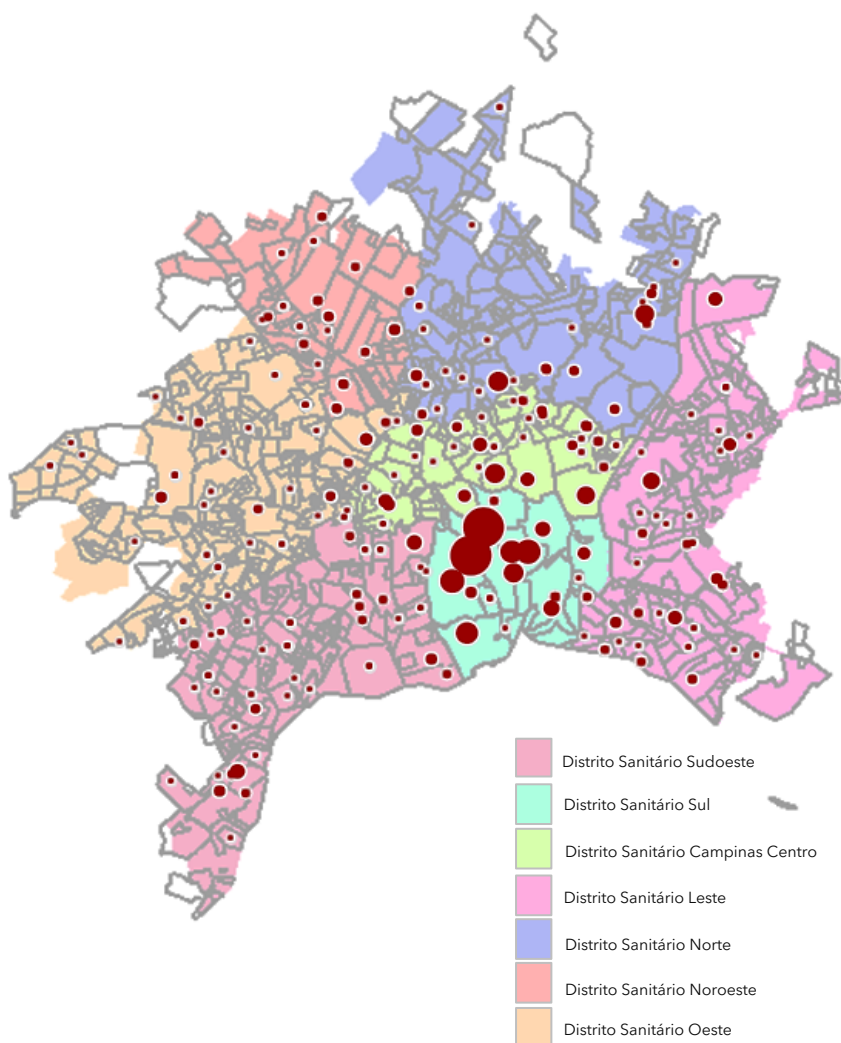 Distrito Sanitário Sudoeste
Distrito Sanitário Sul
Distrito Sanitário Campinas Centro
Distrito Sanitário Leste
Distrito Sanitário Norte
Distrito Sanitário Noroeste
Distrito Sanitário Oeste